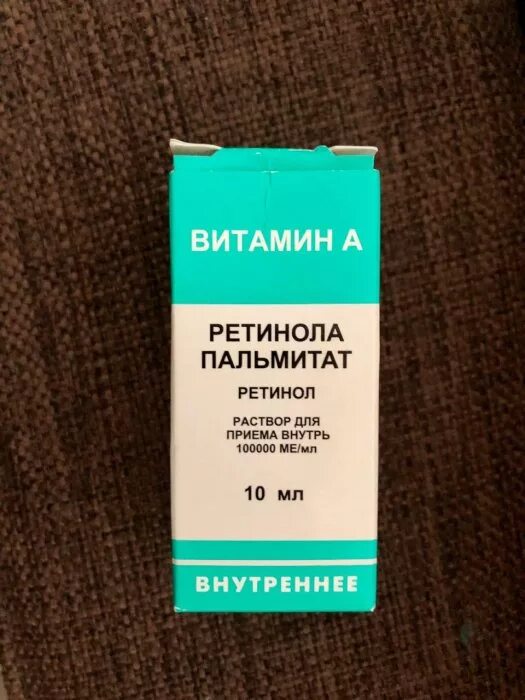 ВИТАМИН А
РЕТИНОЛА
ПАЛЬМИТАТ
РЕТИНОЛ
РАСТВОР ДЛЯ
ПРИЕМА ВНУТРЬ
100000 МЕ/мл
10 мл
ВНУТРЕННЕЕ